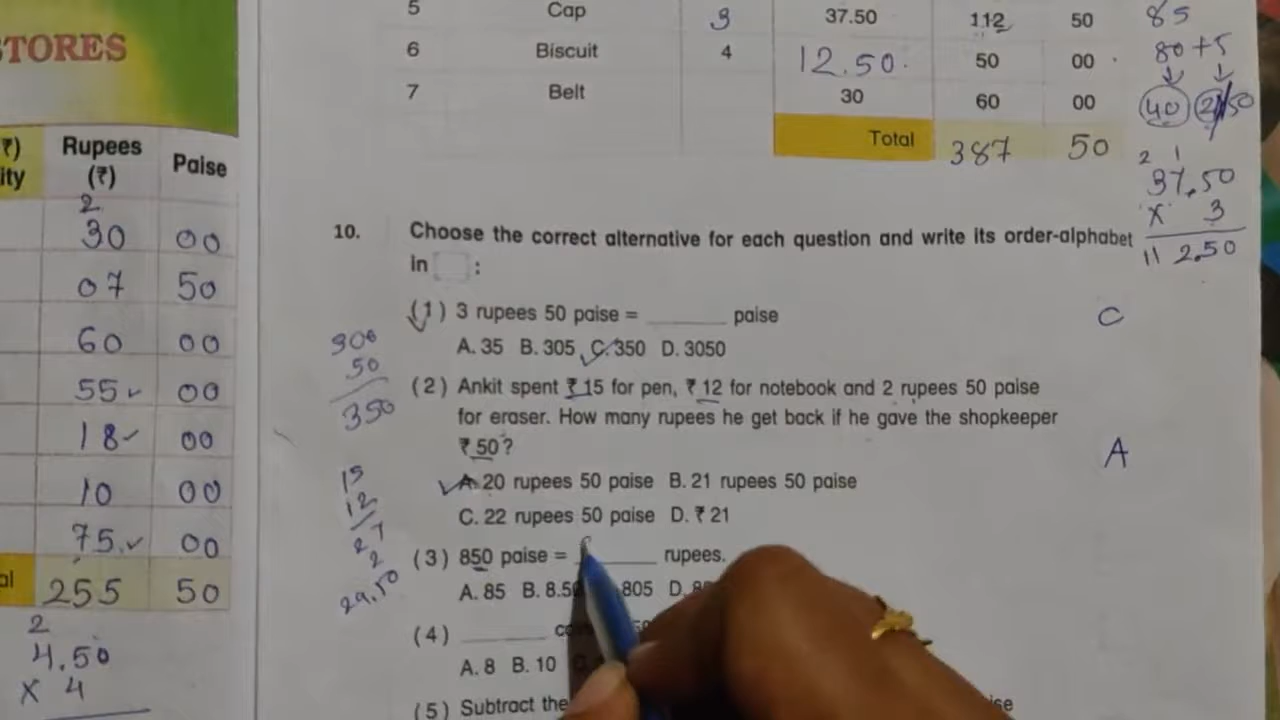 STORES
₹)
ity
Rupees
(₹)
Paise
2
30 00
07 50
60 00
55 00
18 00
10 00
75 00
al 255 50
2
4.50
x 4
5 Cap 3 37.50 112 50
6 Biscuit 4 12.50 50 00
7 Belt 30 60 00
Total 387 50
85
80 + 5
40 2 50
2 1
37.50
x 3
112.50
10. Choose the correct alternative for each question and write its order-alphabet
in :
(1) 3 rupees 50 paise = ________ paise
A. 35 B. 305 C. 350 D. 3050
C
300
50
350
(2) Ankit spent ₹ 15 for pen, ₹ 12 for notebook and 2 rupees 50 paise
for eraser. How many rupees he get back if he gave the shopkeeper
₹ 50 ?
A. 20 rupees 50 paise B. 21 rupees 50 paise
C. 22 rupees 50 paise D. ₹ 21
A
15
12
27
2
29.50
(3) 850 paise = ________ rupees.
A. 85 B. 8.50 805 D.
(4) ________
A. 8 B. 10
(5) Subtract the